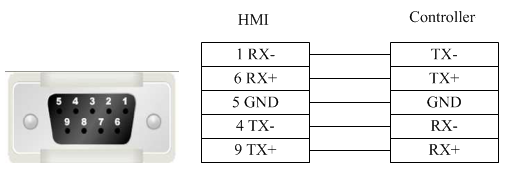 HMI Controller
5 4 3 2 1
9 8 7 6
1 RX- TX-
6 RX+ TX+
5 GND GND
4 TX- RX-
9 TX+ RX+